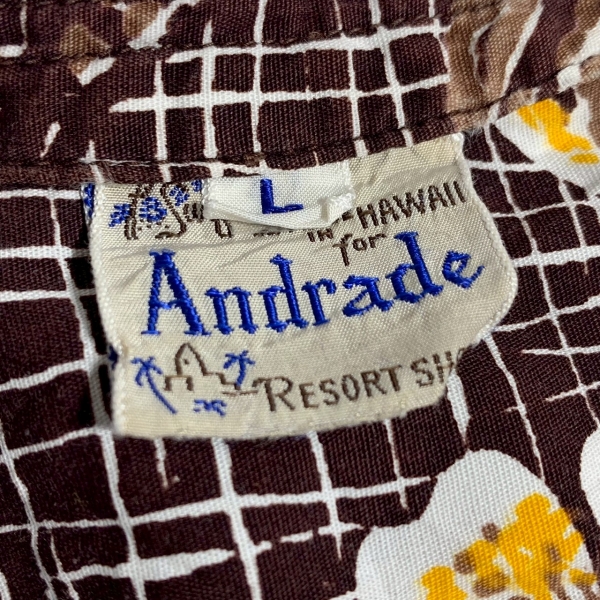 L
IN HAWAII
for
Andrade
RESORT SH